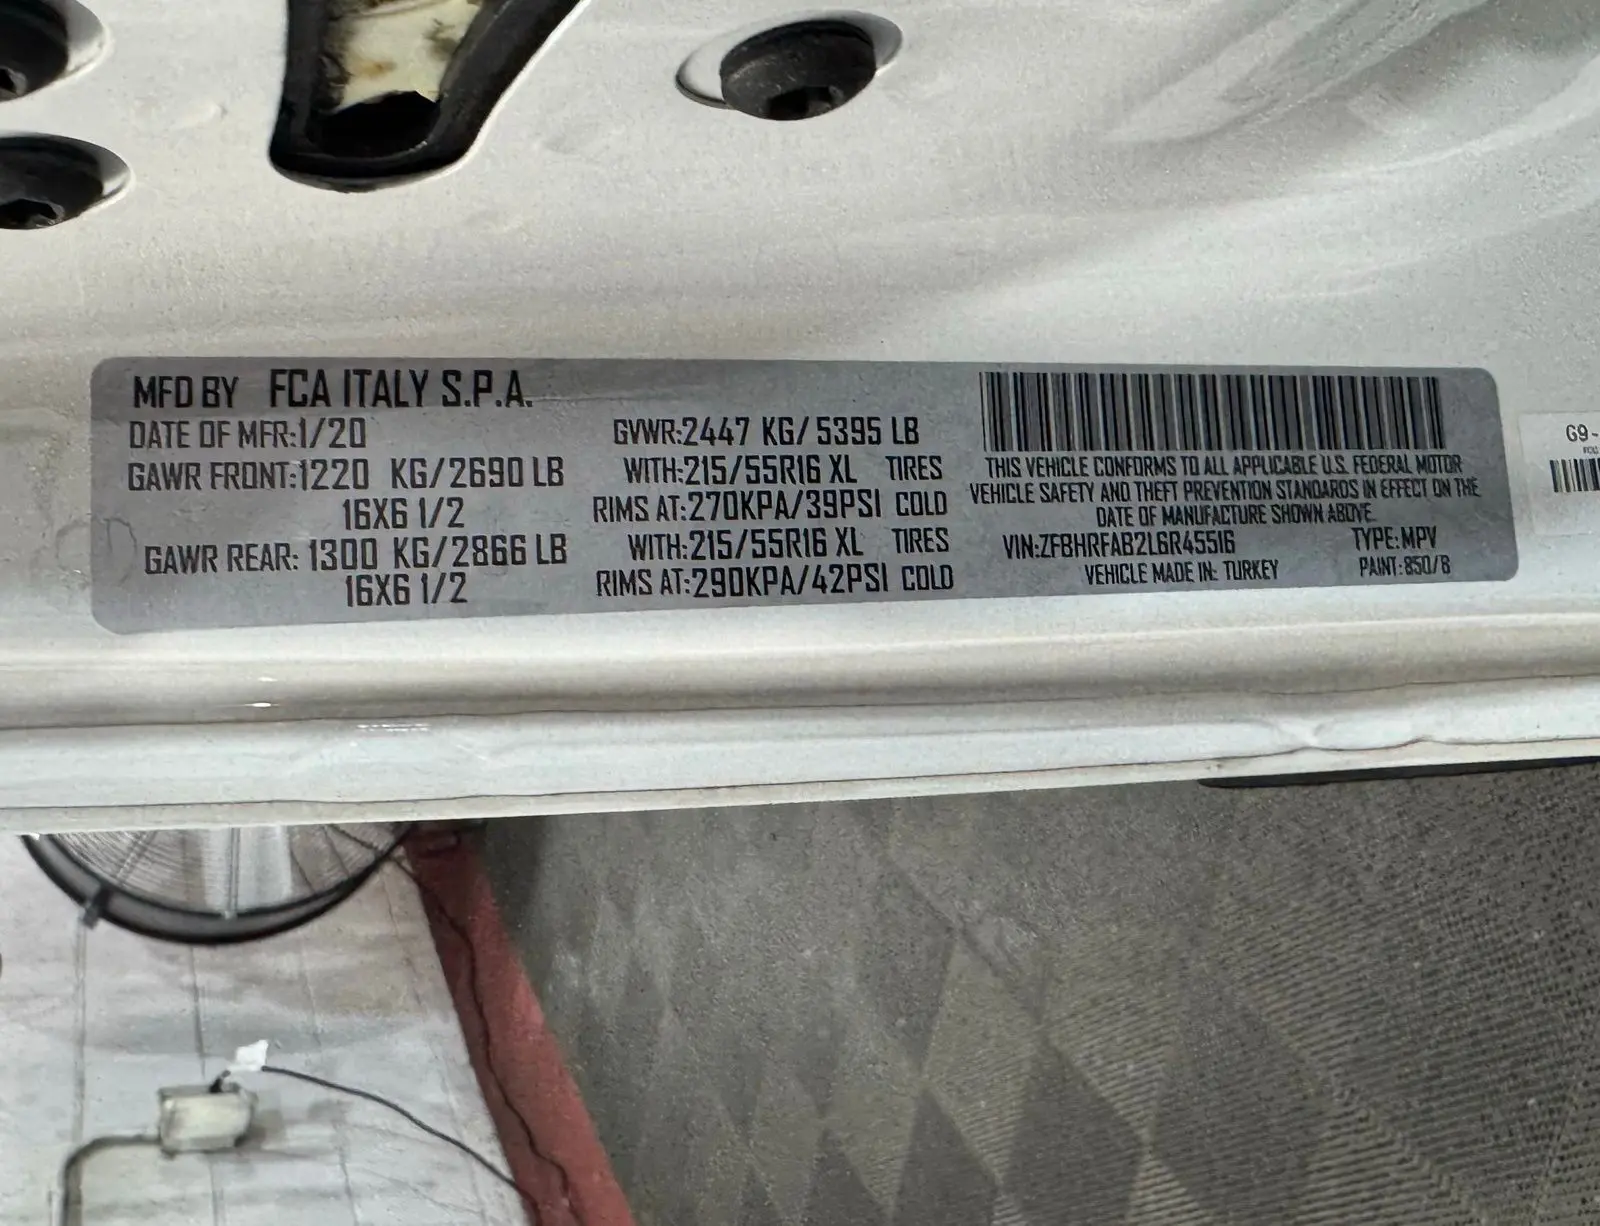 MFD BY FCA ITALY S.P.A.
DATE OF MFR:1/20
GAWR FRONT:1220 KG/2690 LB
16X6 1/2
GAWR REAR: 1300 KG/2866 LB
16X6 1/2
GVWR:2447 KG/5395 LB
WITH:215/55R16 XL TIRES
RIMS AT:270KPA/39PSI COLD
WITH:215/55R16 XL TIRES
RIMS AT:290KPA/42PSI COLD
THIS VEHICLE CONFORMS TO ALL APPLICABLE U.S. FEDERAL MOTOR
VEHICLE SAFETY AND THEFT PREVENTION STANDARDS IN EFFECT ON THE
DATE OF MANUFACTURE SHOWN ABOVE.
VIN:ZFBHRFAB2L6R45516 TYPE:MPV
VEHICLE MADE IN: TURKEY PAINT:850/B
G9-